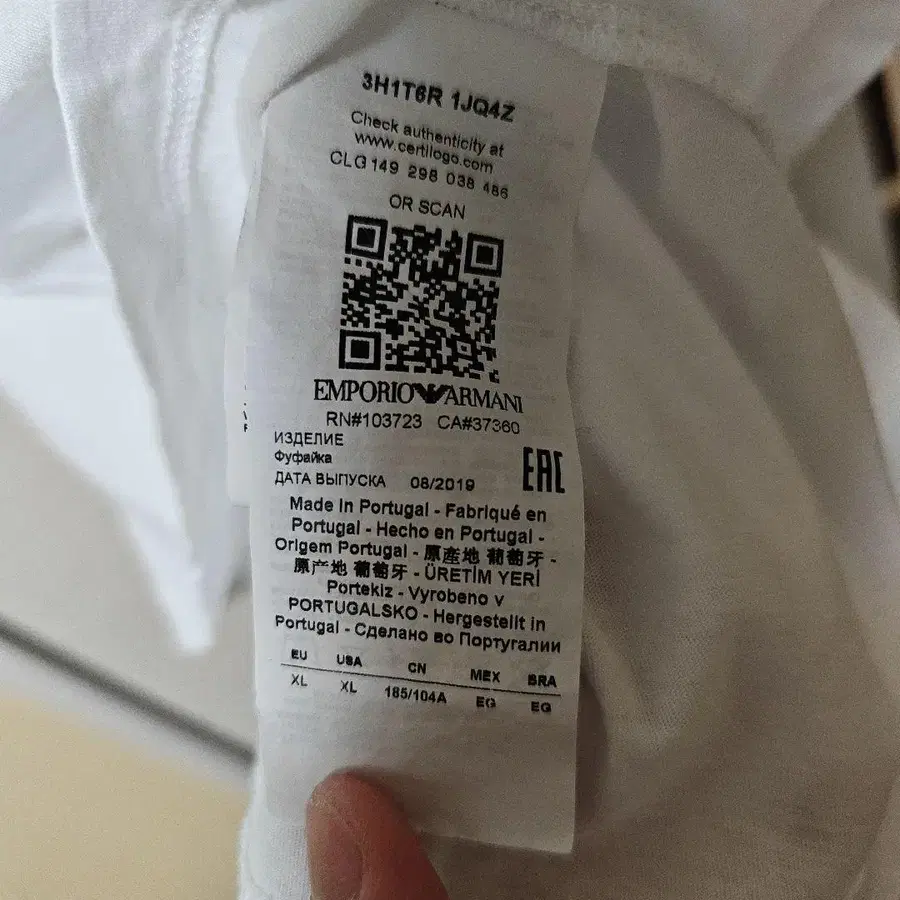 3H1T6R 1JQ4Z
Check authenticity at
www.certilogo.com
CLG 149 298 038 486
OR SCAN
EMPORIO ARMANI
RN#103723 CA#37360
ИЗДЕЛИЕ
Фуфайка
ДАТА ВЫПУСКА 08/2019
EAC
Made in Portugal - Fabriqué en
Portugal - Hecho en Portugal -
Origem Portugal - 原產地 葡萄牙 -
原产地 葡萄牙 - ÜRETİM YERİ
Portekiz - Vyrobeno v
PORTUGALSKO - Hergestellt in
Portugal - Сделано во Португалии
EU USA CN MEX BRA
XL XL 185/104A EG EG